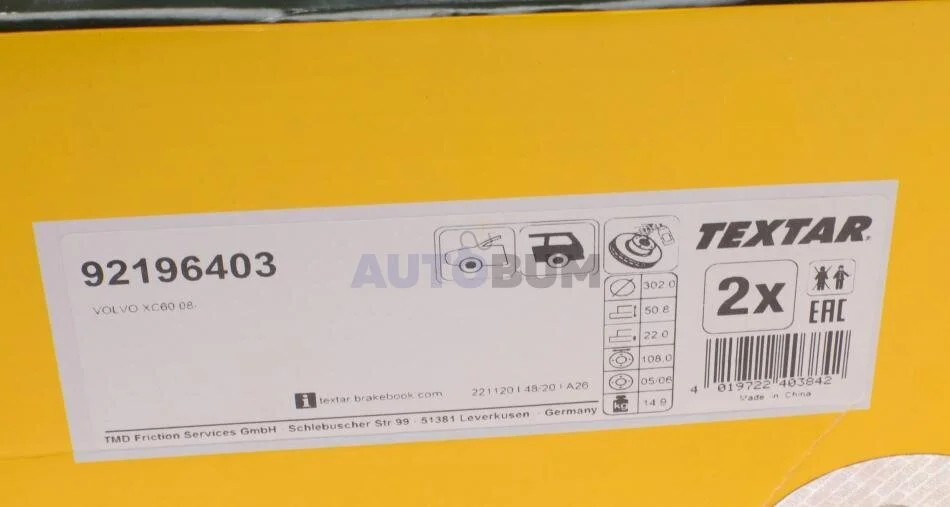 92196403
VOLVO XC60 08-
AUTOBUM
TEXTAR®
2x
EAC
302.0
50.8
22.0
108.0
05/06
kg 14.9
4 019722 403842
Made in China
i textar.brakebook.com
221120 I 48/20 I A26
TMD Friction Services GmbH · Schlebuscher Str 99 · 51381 Leverkusen · Germany